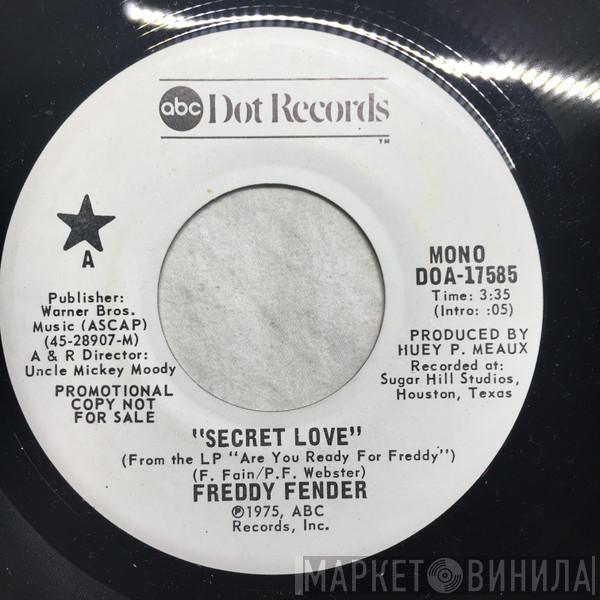 abc Dot Records
TM
A
Publisher:
Warner Bros.
Music (ASCAP)
(45-28907-M)
A & R Director:
Uncle Mickey Moody
PROMOTIONAL
COPY NOT
FOR SALE
MONO
DOA-17585
Time: 3:35
(Intro: :05)
PRODUCED BY
HUEY P. MEAUX
Recorded at:
Sugar Hill Studios,
Houston, Texas
"SECRET LOVE"
(From the LP "Are You Ready For Freddy")
(F. Fain/P.F. Webster)
FREDDY FENDER
℗1975, ABC
Records, Inc.
МАРКЕТ ВИНИЛА